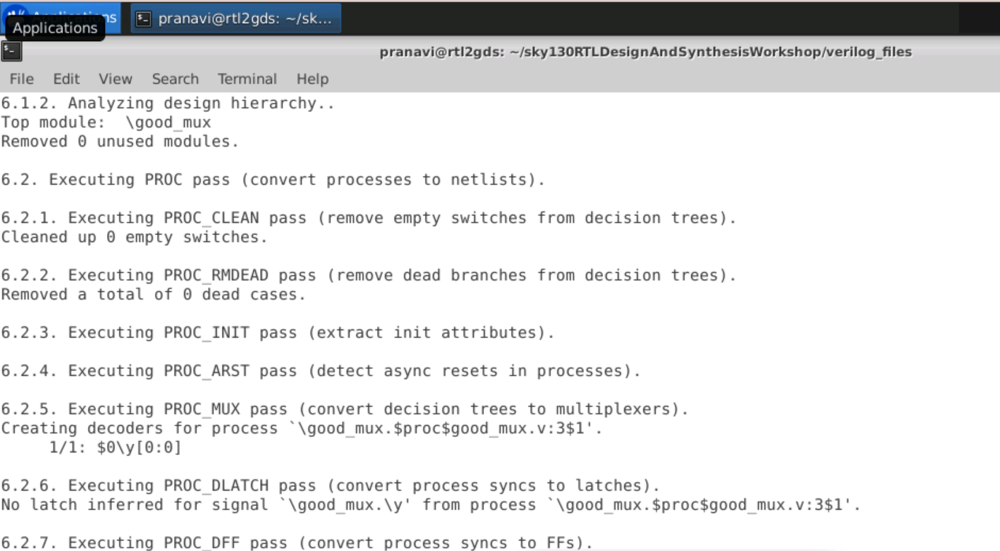 Applications
pranavi@rtl2gds: ~/sk...
Applications
pranavi@rtl2gds: ~/sky130RTLDesignAndSynthesisWorkshop/verilog_files
File Edit View Search Terminal Help
6.1.2. Analyzing design hierarchy..
Top module:  \good_mux
Removed 0 unused modules.
6.2. Executing PROC pass (convert processes to netlists).
6.2.1. Executing PROC_CLEAN pass (remove empty switches from decision trees).
Cleaned up 0 empty switches.
6.2.2. Executing PROC_RMDEAD pass (remove dead branches from decision trees).
Removed a total of 0 dead cases.
6.2.3. Executing PROC_INIT pass (extract init attributes).
6.2.4. Executing PROC_ARST pass (detect async resets in processes).
6.2.5. Executing PROC_MUX pass (convert decision trees to multiplexers).
Creating decoders for process `\good_mux.$proc$good_mux.v:3$1'.
     1/1: $0\y[0:0]
6.2.6. Executing PROC_DLATCH pass (convert process syncs to latches).
No latch inferred for signal `\good_mux.\y' from process `\good_mux.$proc$good_mux.v:3$1'.
6.2.7. Executing PROC_DFF pass (convert process syncs to FFs).